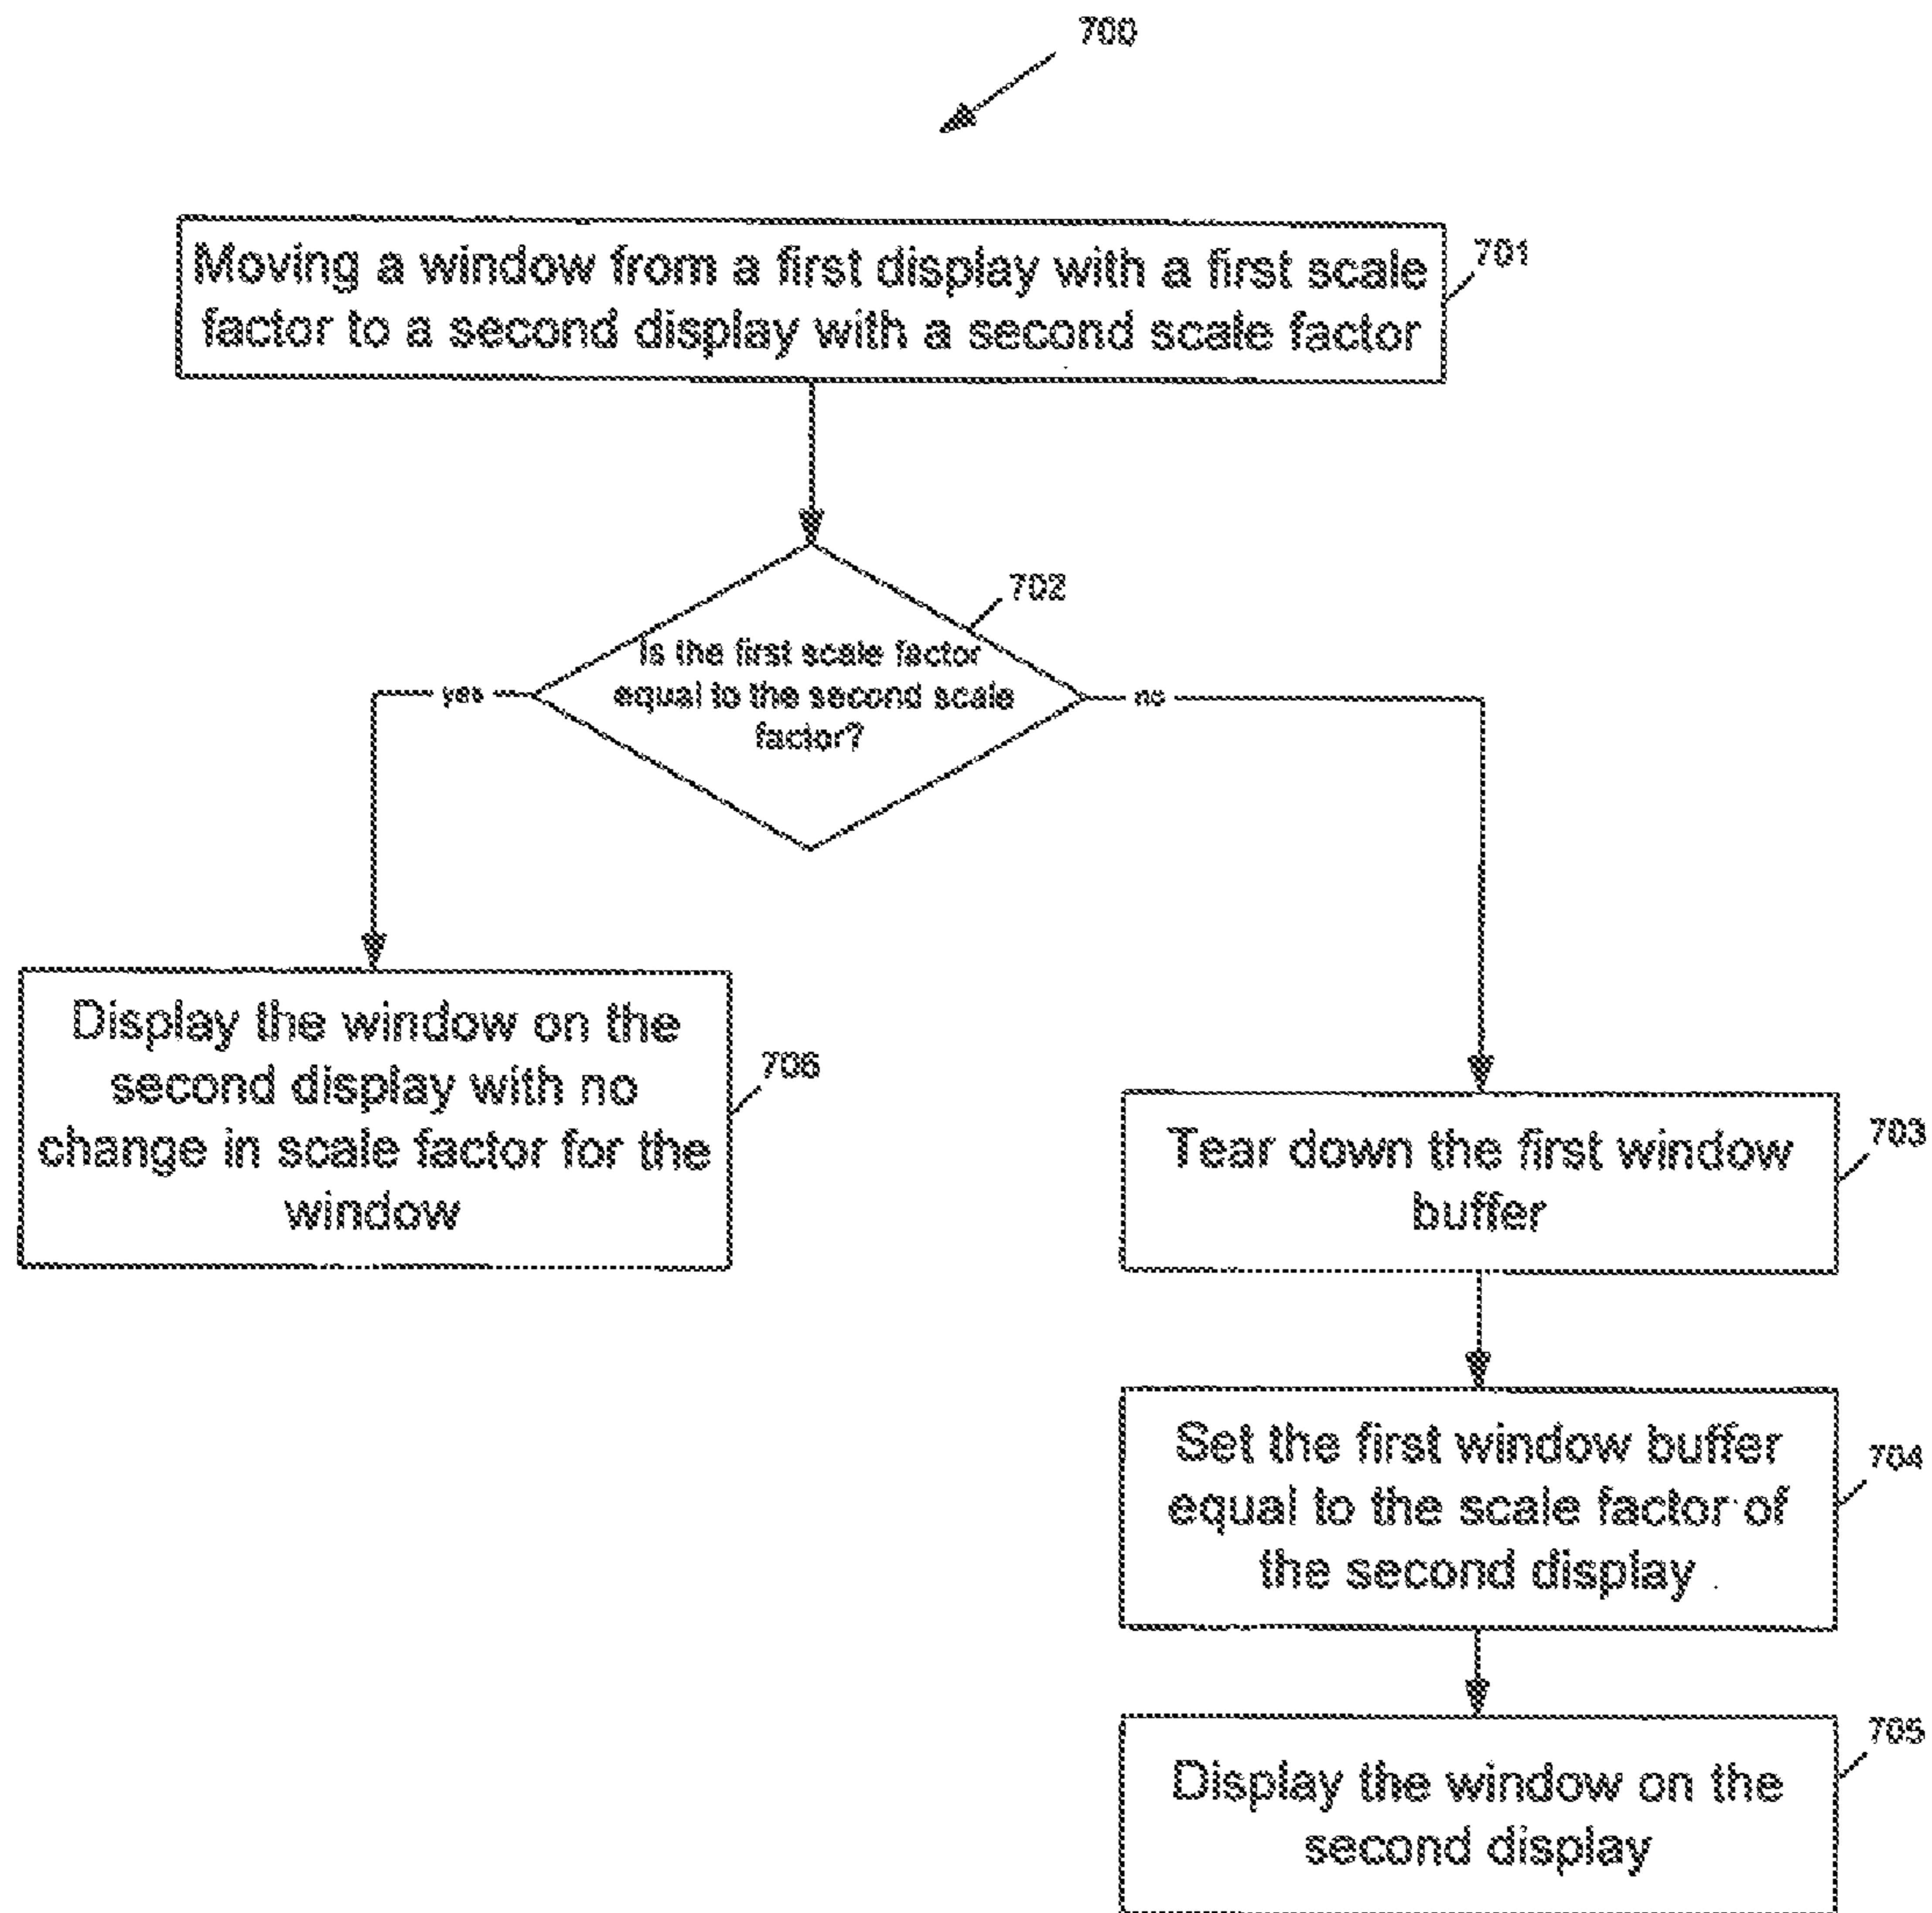 700
Moving a window from a first display with a first scale
factor to a second display with a second scale factor
701
702
Is the first scale factor
equal to the second scale
factor?
yes
no
Display the window on the
second display with no
change in scale factor for the
window
706
Tear down the first window
buffer
703
Set the first window buffer
equal to the scale factor of
the second display
704
Display the window on the
second display
705